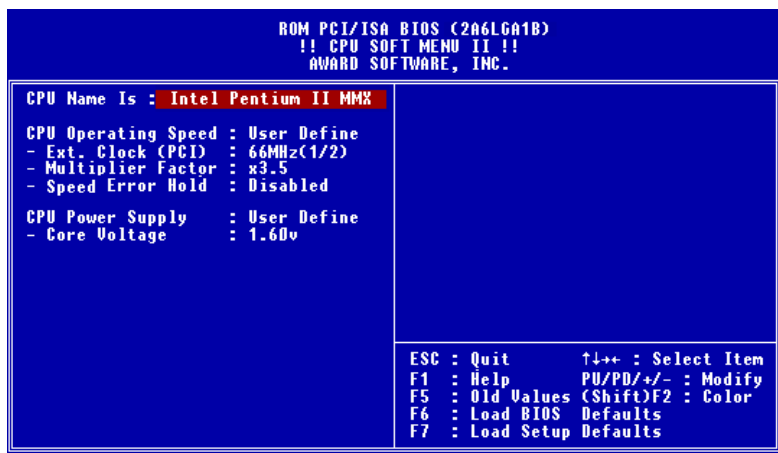 ROM PCI/ISA BIOS (2A6LGA1B)
!! CPU SOFT MENU II !!
AWARD SOFTWARE, INC.
CPU Name Is : Intel Pentium II MMX
CPU Operating Speed : User Define
- Ext. Clock (PCI) : 66MHz(1/2)
- Multiplier Factor : x3.5
- Speed Error Hold : Disabled
CPU Power Supply : User Define
- Core Voltage : 1.60v
ESC : Quit ↑↓→← : Select Item
F1 : Help PU/PD/+/- : Modify
F5 : Old Values (Shift)F2 : Color
F6 : Load BIOS Defaults
F7 : Load Setup Defaults